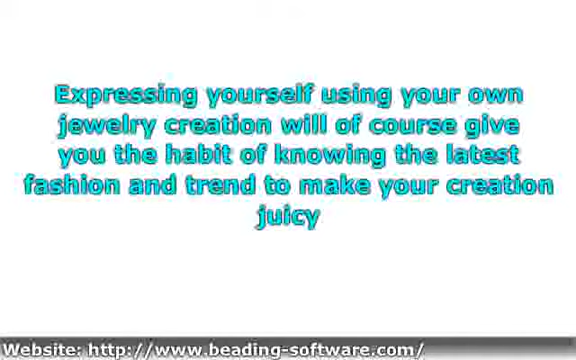 Expressing yourself using your own
jewelry creation will of course give
you the habit of knowing the latest
fashion and trend to make your creation
juicy
Website: http://www.beading-software.com/